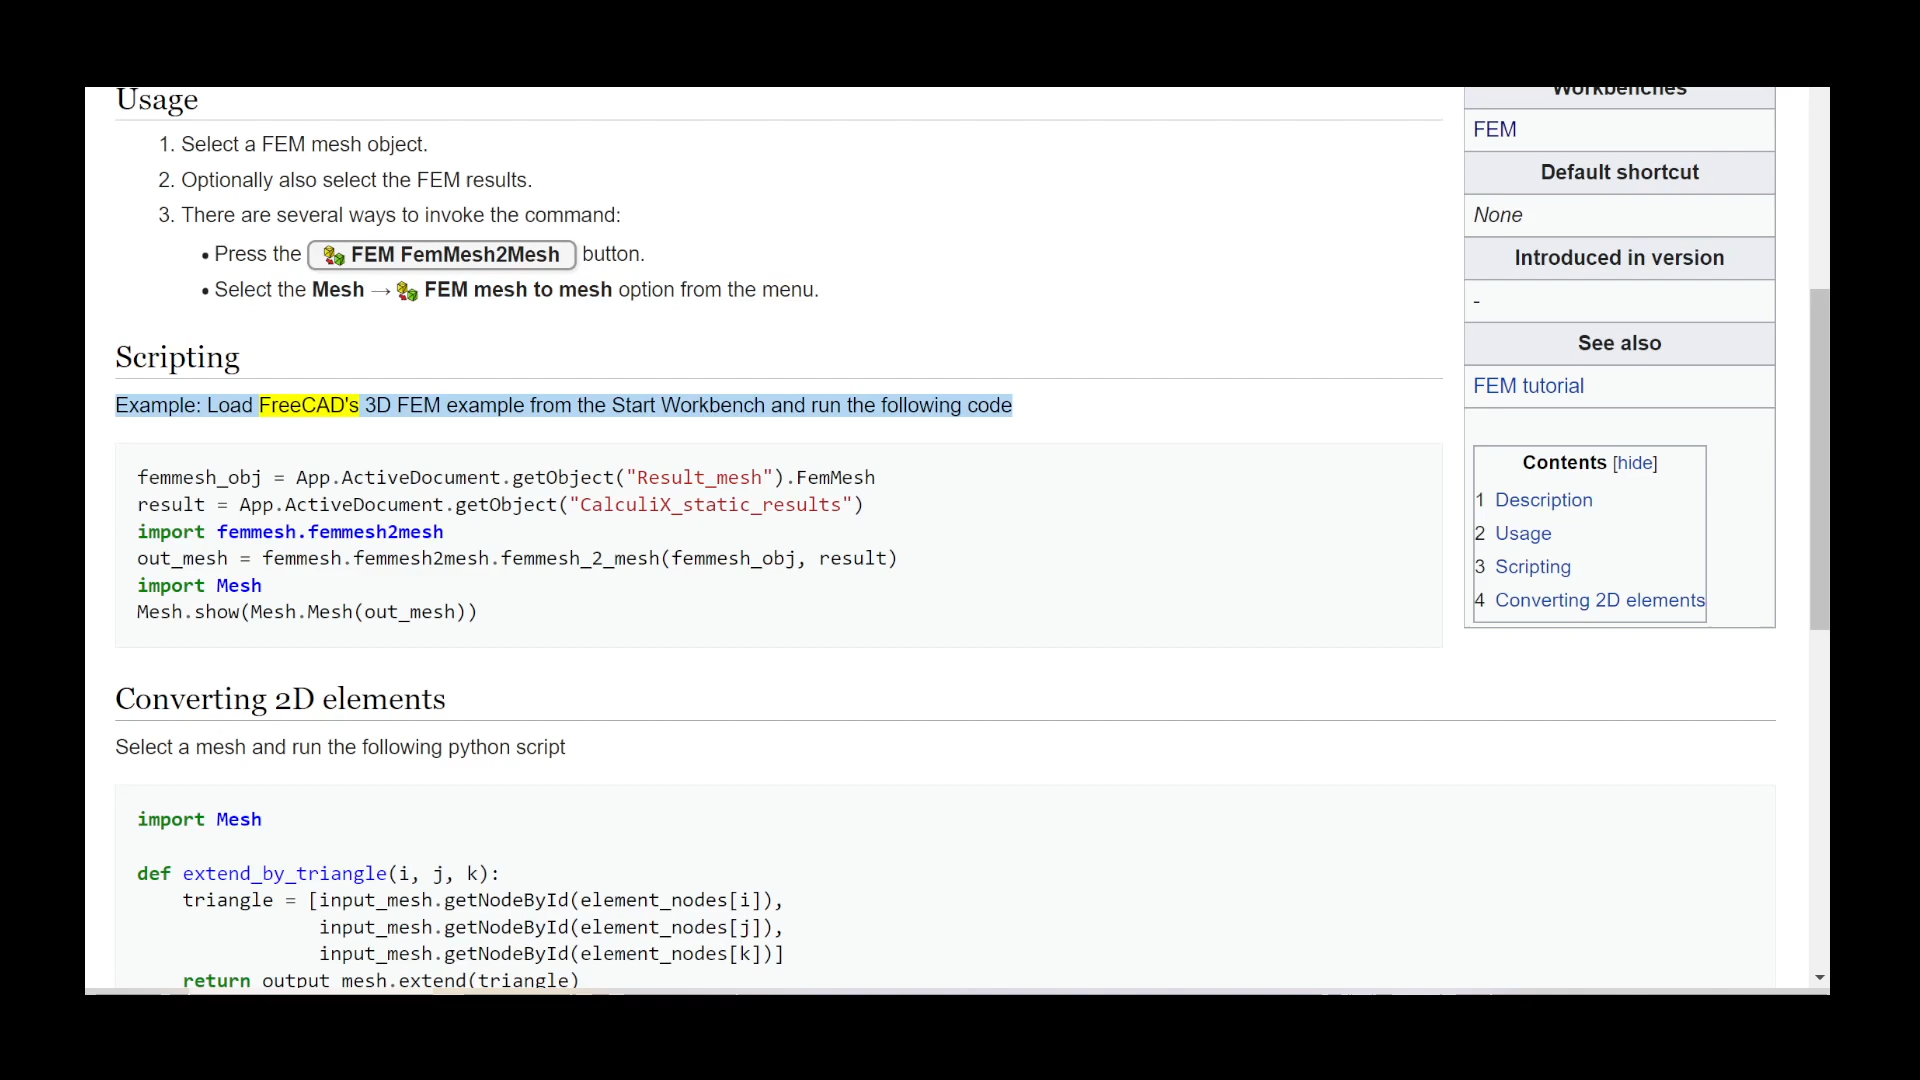 Usage
1. Select a FEM mesh object.
2. Optionally also select the FEM results.
3. There are several ways to invoke the command:
• Press the FEM FemMesh2Mesh button.
• Select the Mesh → FEM mesh to mesh option from the menu.
Scripting
Example: Load FreeCAD's 3D FEM example from the Start Workbench and run the following code
femmesh_obj = App.ActiveDocument.getObject("Result_mesh").FemMesh
result = App.ActiveDocument.getObject("CalculiX_static_results")
import femmesh.femmesh2mesh
out_mesh = femmesh.femmesh2mesh.femmesh_2_mesh(femmesh_obj, result)
import Mesh
Mesh.show(Mesh.Mesh(out_mesh))
Converting 2D elements
Select a mesh and run the following python script
import Mesh
def extend_by_triangle(i, j, k):
    triangle = [input_mesh.getNodeById(element_nodes[i]),
                input_mesh.getNodeById(element_nodes[j]),
                input_mesh.getNodeById(element_nodes[k])]
    return output_mesh.extend(triangle)
Workbenches
FEM
Default shortcut
None
Introduced in version
-
See also
FEM tutorial
Contents [hide]
1 Description
2 Usage
3 Scripting
4 Converting 2D elements